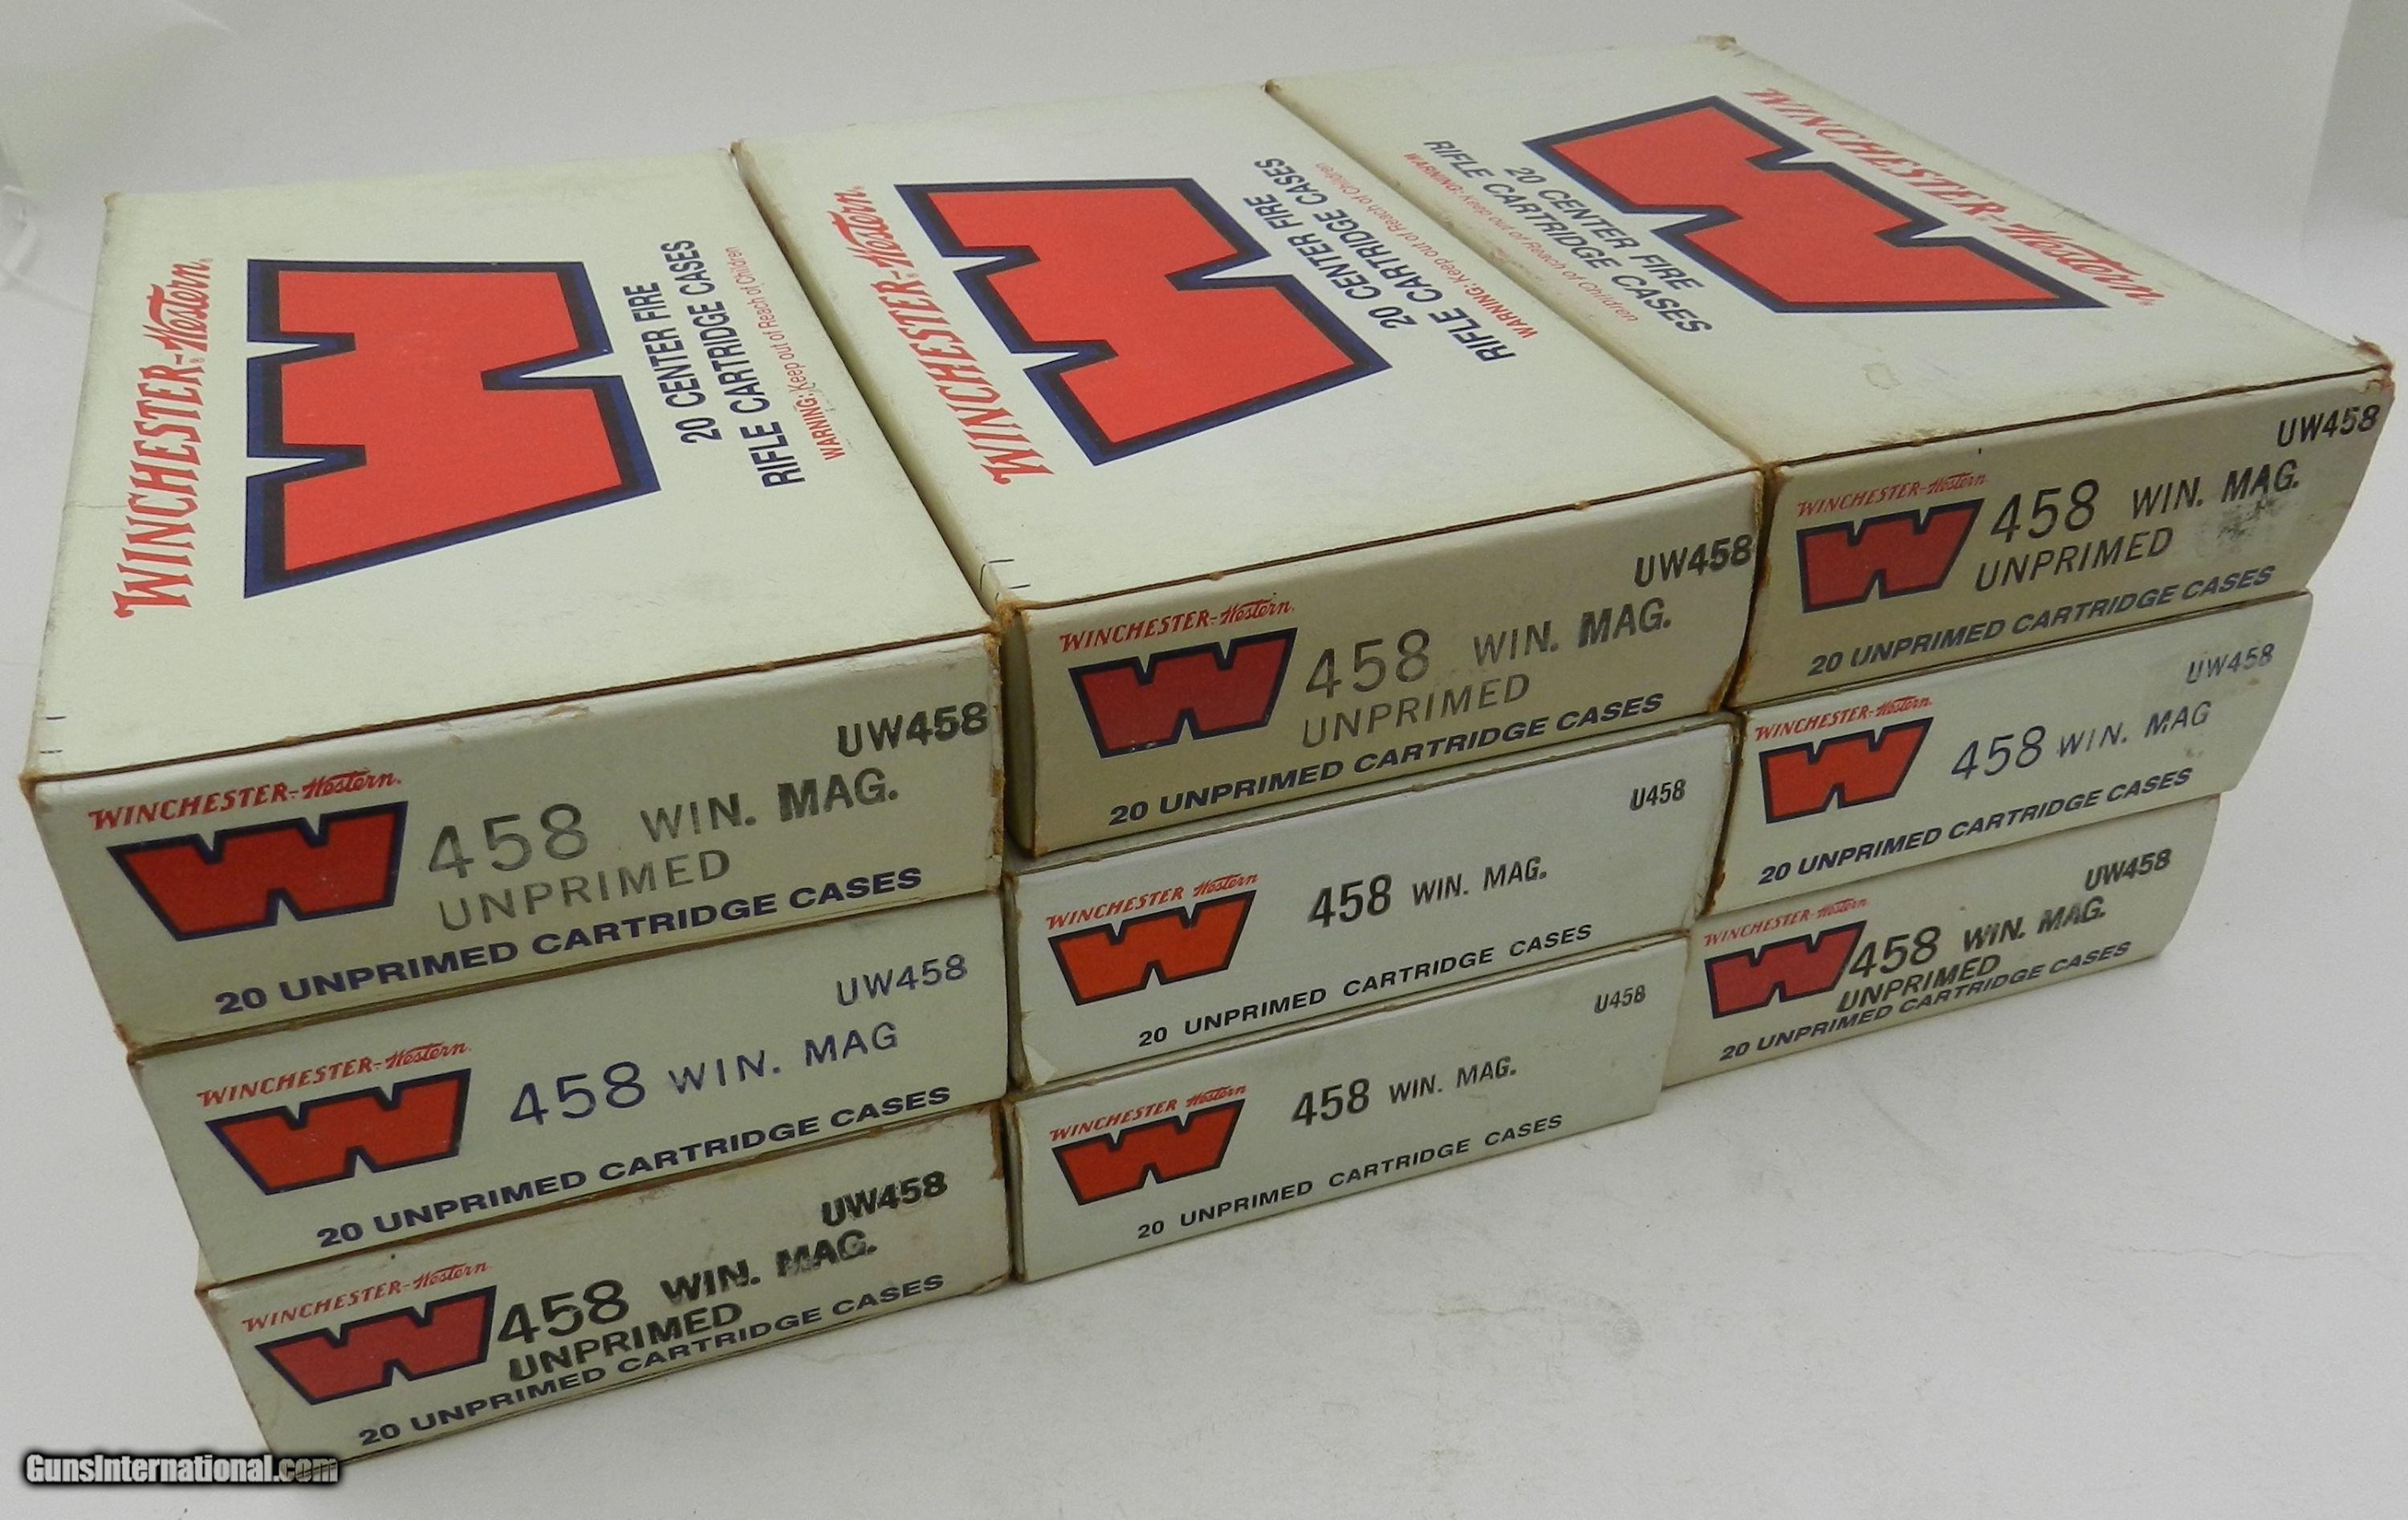 WINCHESTER-Western
20 CENTER FIRE
RIFLE CARTRIDGE CASES
WARNING: Keep out of Reach of Children
WINCHESTER-Western
20 CENTER FIRE
RIFLE CARTRIDGE CASES
WARNING: Keep out of Reach of Children
WINCHESTER-Western
20 CENTER FIRE
RIFLE CARTRIDGE CASES
WARNING: Keep out of Reach of Children
UW458
WINCHESTER-Western
458 WIN. MAG.
UNPRIMED
20 UNPRIMED CARTRIDGE CASES
UW458
WINCHESTER-Western
458 WIN. MAG.
UNPRIMED
20 UNPRIMED CARTRIDGE CASES
UW458
WINCHESTER-Western
458 WIN. MAG.
UNPRIMED
20 UNPRIMED CARTRIDGE CASES
UW458
WINCHESTER-Western
458 WIN. MAG
20 UNPRIMED CARTRIDGE CASES
U458
WINCHESTER Western
458 WIN. MAG.
20 UNPRIMED CARTRIDGE CASES
UW458
WINCHESTER-Western
458 WIN. MAG
20 UNPRIMED CARTRIDGE CASES
UW458
WINCHESTER-Western
458 WIN. MAG.
UNPRIMED
20 UNPRIMED CARTRIDGE CASES
U458
WINCHESTER Western
458 WIN. MAG.
20 UNPRIMED CARTRIDGE CASES
UW458
WINCHESTER-Western
458 WIN. MAG.
UNPRIMED
20 UNPRIMED CARTRIDGE CASES
GunsInternational.com